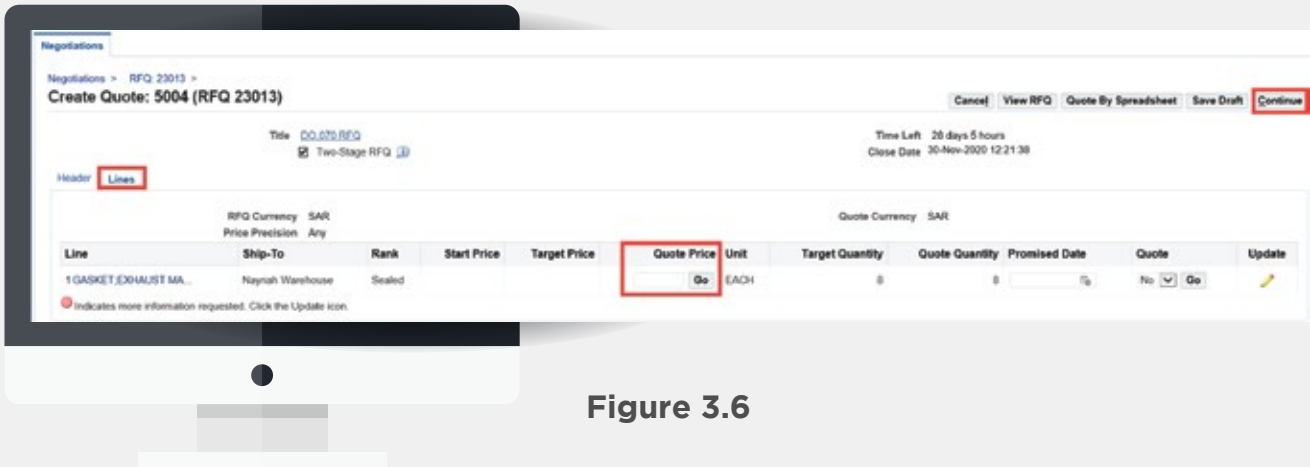 Negotiations
Negotiations > RFQ: 23013 >
Create Quote: 5004 (RFQ 23013)
Cancel View RFQ Quote By Spreadsheet Save Draft Continue
Title DO.070 RFQ Time Left 28 days 5 hours
Two-Stage RFQ Close Date 30-Nov-2020 12:21:38
Header Lines
RFQ Currency SAR Quote Currency SAR
Price Precision Any
Line Ship-To Rank Start Price Target Price Quote Price Unit Target Quantity Quote Quantity Promised Date Quote Update
1 GASKET;EXHAUST MA... Warehouse Sealed Go EACH 8 8 No Go
Indicates more information requested. Click the Update icon.
Figure 3.6